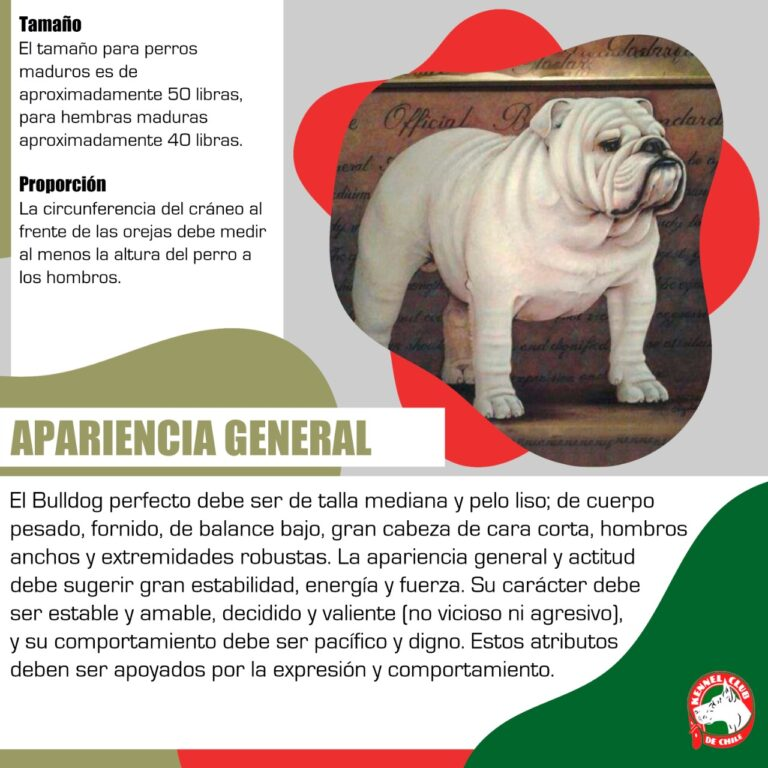 Tamaño
El tamaño para perros
maduros es de
aproximadamente 50 libras,
para hembras maduras
aproximadamente 40 libras.
Proporción
La circunferencia del cráneo al
frente de las orejas debe medir
al menos la altura del perro a
los hombros.
Official
APARIENCIA GENERAL
El Bulldog perfecto debe ser de talla mediana y pelo liso; de cuerpo
pesado, fornido, de balance bajo, gran cabeza de cara corta, hombros
anchos y extremidades robustas. La apariencia general y actitud
debe sugerir gran estabilidad, energía y fuerza. Su carácter debe
ser estable y amable, decidido y valiente (no vicioso ni agresivo),
y su comportamiento debe ser pacífico y digno. Estos atributos
deben ser apoyados por la expresión y comportamiento.
KENNEL CLUB
DE CHILE